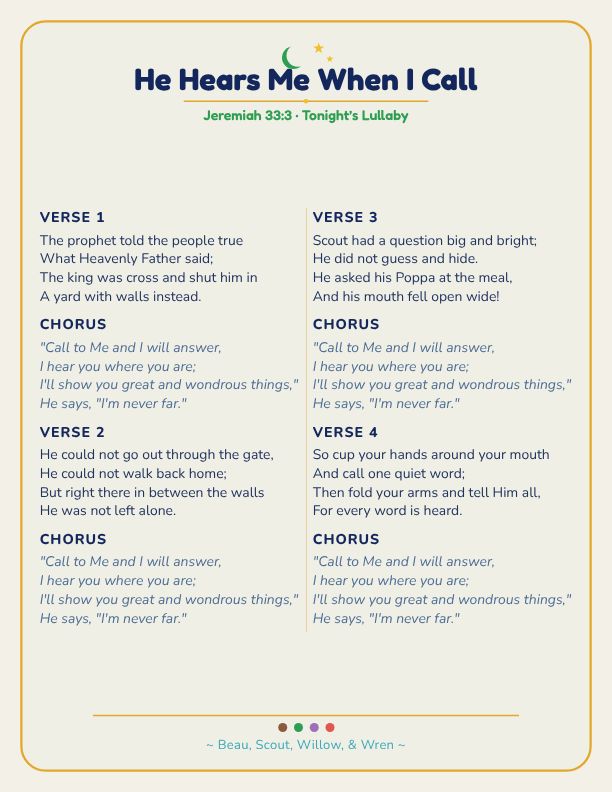 He Hears Me When I Call
Jeremiah 33:3 · Tonight's Lullaby
VERSE 1
The prophet told the people true
What Heavenly Father said;
The king was cross and shut him in
A yard with walls instead.
CHORUS
"Call to Me and I will answer,
I hear you where you are;
I'll show you great and wondrous things,"
He says, "I'm never far."
VERSE 2
He could not go out through the gate,
He could not walk back home;
But right there in between the walls
He was not left alone.
CHORUS
"Call to Me and I will answer,
I hear you where you are;
I'll show you great and wondrous things,"
He says, "I'm never far."
VERSE 3
Scout had a question big and bright;
He did not guess and hide.
He asked his Poppa at the meal,
And his mouth fell open wide!
CHORUS
"Call to Me and I will answer,
I hear you where you are;
I'll show you great and wondrous things,"
He says, "I'm never far."
VERSE 4
So cup your hands around your mouth
And call one quiet word;
Then fold your arms and tell Him all,
For every word is heard.
CHORUS
"Call to Me and I will answer,
I hear you where you are;
I'll show you great and wondrous things,"
He says, "I'm never far."
~ Beau, Scout, Willow, & Wren ~